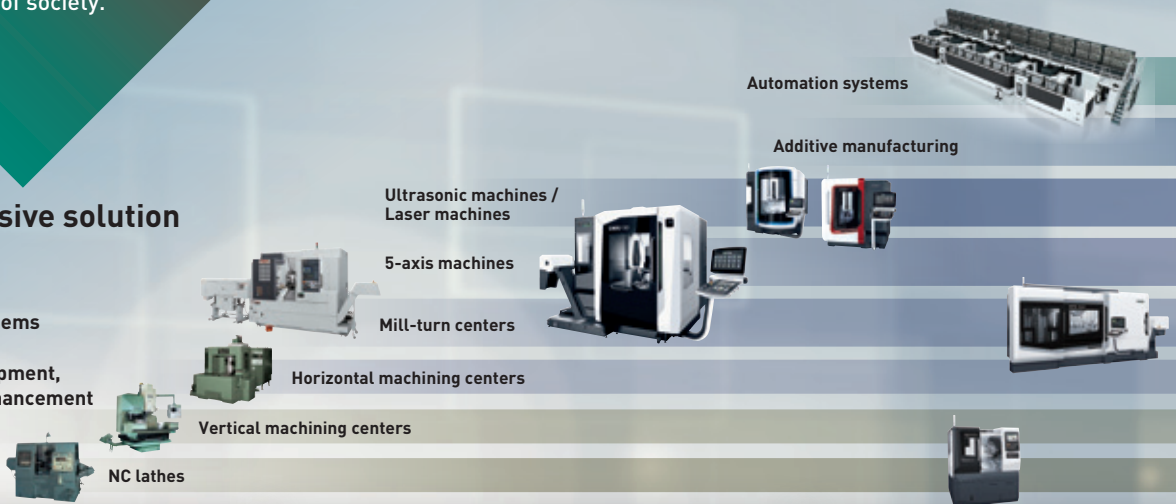 of society.
Automation systems
Additive manufacturing
Ultrasonic machines /
Laser machines
sive solution
5-axis machines
ems
Mill-turn centers
pment,
Horizontal machining centers
nancement
Vertical machining centers
NC lathes